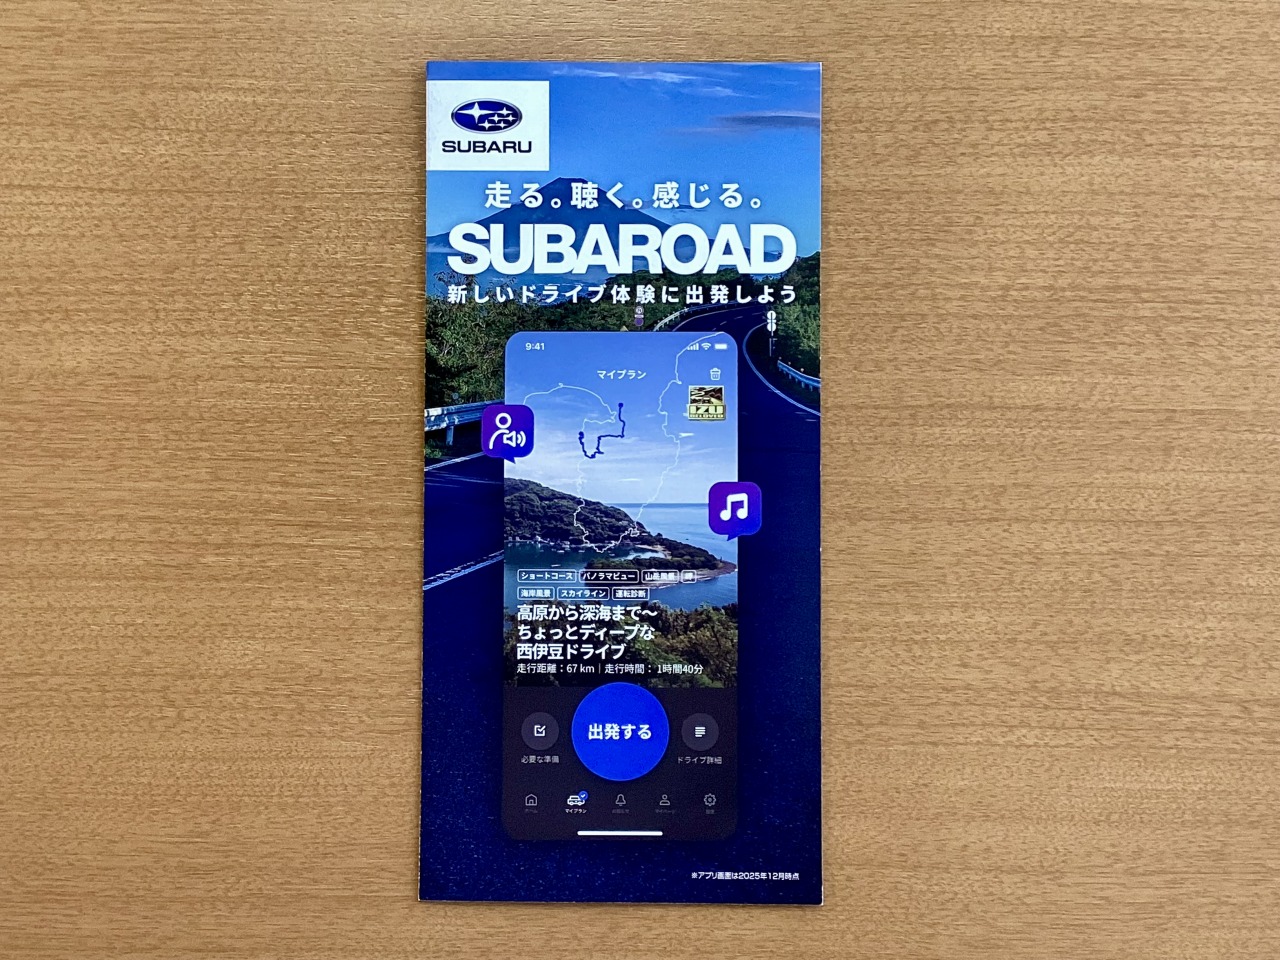 SUBARU
走る。聴く。感じる。
SUBAROAD
新しいドライブ体験に出発しよう
9:41
マイプラン
ショートコース パノラマビュー 山岳風景 岬
海岸風景 スカイライン 運転診断
高原から深海まで〜
ちょっとディープな
西伊豆ドライブ
走行距離：67 km｜走行時間：1時間40分
出発する
必要な準備
ドライブ詳細
ホーム マイプラン
※アプリ画面は2025年12月時点